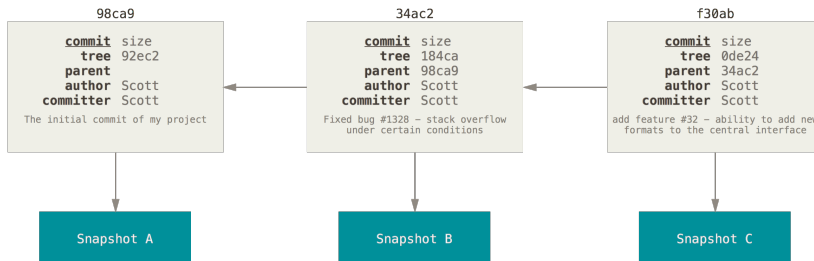 98ca9
commit size
tree 92ec2
parent
author Scott
committer Scott
The initial commit of my project
Snapshot A
34ac2
commit size
tree 184ca
parent 98ca9
author Scott
committer Scott
Fixed bug #1328 – stack overflow
under certain conditions
Snapshot B
f30ab
commit size
tree 0de24
parent 34ac2
author Scott
committer Scott
add feature #32 – ability to add new
formats to the central interface
Snapshot C